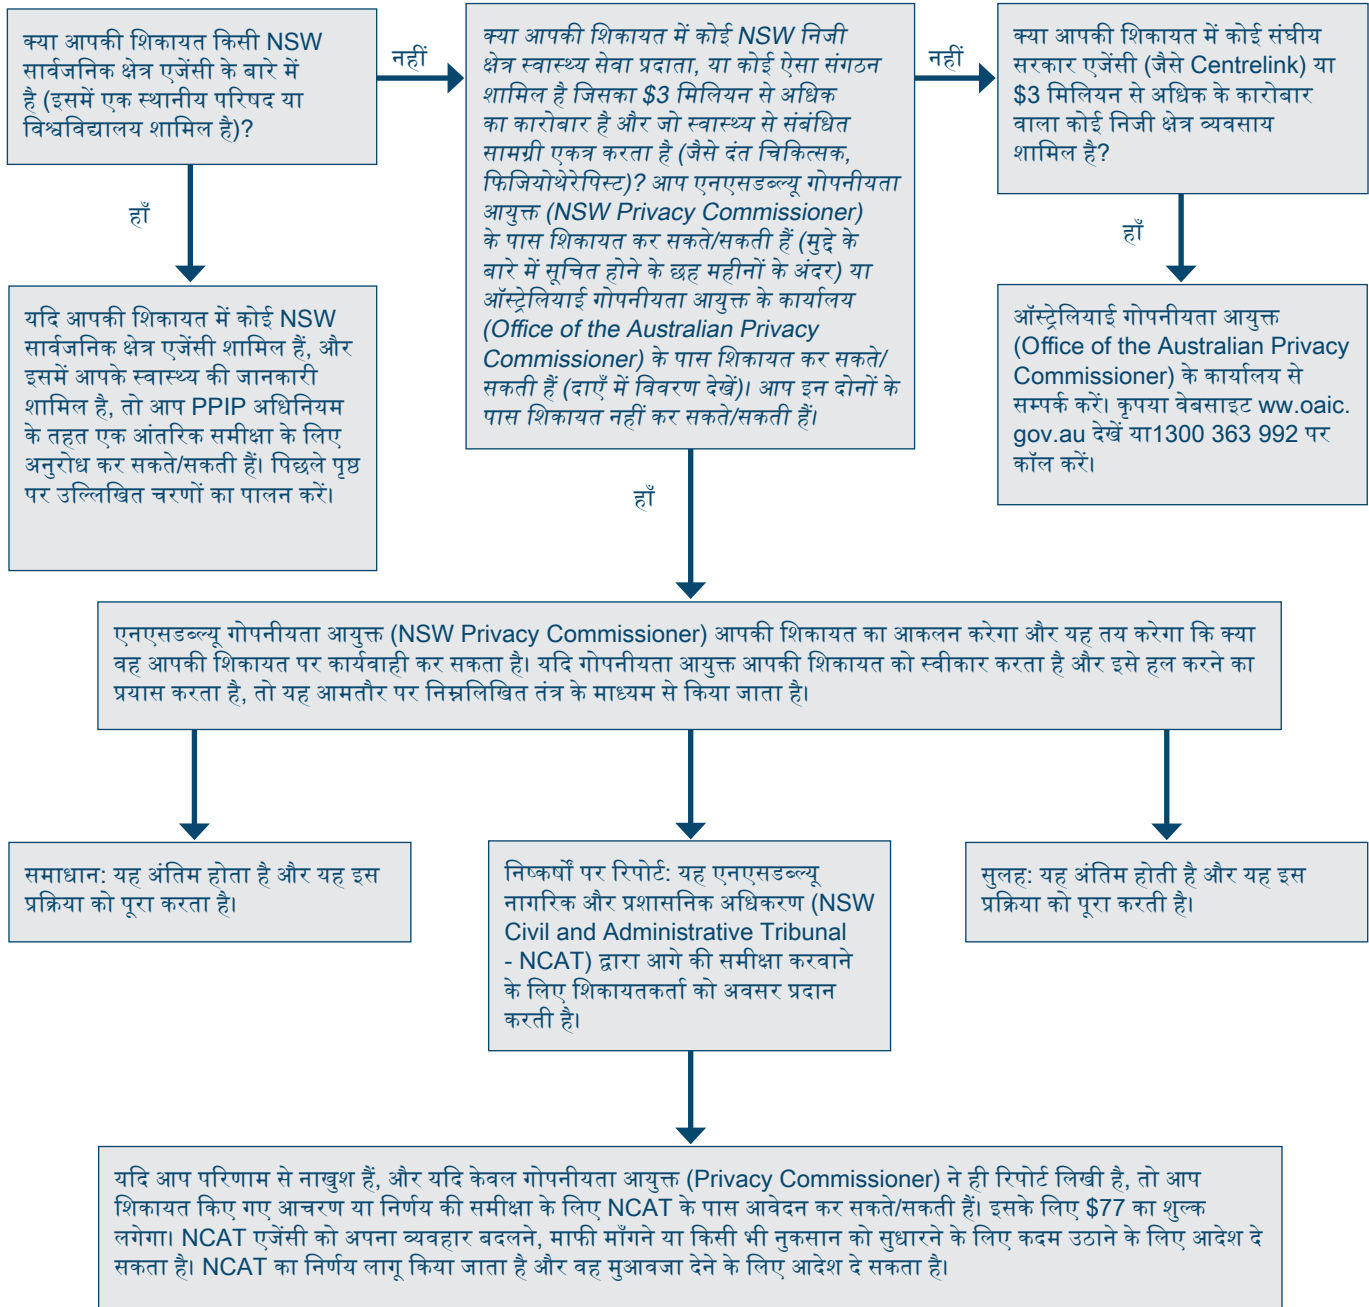 क्या आपकी शिकायत किसी NSW
सार्वजनिक क्षेत्र एजेंसी के बारे में
है (इसमें एक स्थानीय परिषद या
विश्वविद्यालय शामिल है)?
नहीं
क्या आपकी शिकायत में कोई NSW निजी
क्षेत्र स्वास्थ्य सेवा प्रदाता, या कोई ऐसा संगठन
शामिल है जिसका $3 मिलियन से अधिक
का कारोबार है और जो स्वास्थ्य से संबंधित
सामग्री एकत्र करता है (जैसे दंत चिकित्सक,
फिजियोथेरेपिस्ट)? आप एनएसडब्ल्यू गोपनीयता
आयुक्त (NSW Privacy Commissioner)
के पास शिकायत कर सकते/सकती हैं (मुद्दे के
बारे में सूचित होने के छह महीनों के अंदर) या
ऑस्ट्रेलियाई गोपनीयता आयुक्त के कार्यालय
(Office of the Australian Privacy
Commissioner) के पास शिकायत कर सकते/
सकती हैं (दाएँ में विवरण देखें)। आप इन दोनों के
पास शिकायत नहीं कर सकते/सकती हैं।
नहीं
क्या आपकी शिकायत में कोई संघीय
सरकार एजेंसी (जैसे Centrelink) या
$3 मिलियन से अधिक के कारोबार
वाला कोई निजी क्षेत्र व्यवसाय
शामिल है?
हाँ
हाँ
यदि आपकी शिकायत में कोई NSW
सार्वजनिक क्षेत्र एजेंसी शामिल हैं, और
इसमें आपके स्वास्थ्य की जानकारी
शामिल है, तो आप PPIP अधिनियम
के तहत एक आंतरिक समीक्षा के लिए
अनुरोध कर सकते/सकती हैं। पिछले पृष्ठ
पर उल्लिखित चरणों का पालन करें।
ऑस्ट्रेलियाई गोपनीयता आयुक्त
(Office of the Australian Privacy
Commissioner) के कार्यालय से
सम्पर्क करें। कृपया वेबसाइट ww.oaic.
gov.au देखें या1300 363 992 पर
कॉल करें।
हाँ
एनएसडब्ल्यू गोपनीयता आयुक्त (NSW Privacy Commissioner) आपकी शिकायत का आकलन करेगा और यह तय करेगा कि क्या
वह आपकी शिकायत पर कार्यवाही कर सकता है। यदि गोपनीयता आयुक्त आपकी शिकायत को स्वीकार करता है और इसे हल करने का
प्रयास करता है, तो यह आमतौर पर निम्नलिखित तंत्र के माध्यम से किया जाता है।
समाधान: यह अंतिम होता है और यह इस
प्रक्रिया को पूरा करता है।
निष्कर्षों पर रिपोर्ट: यह एनएसडब्ल्यू
नागरिक और प्रशासनिक अधिकरण (NSW
Civil and Administrative Tribunal
- NCAT) द्वारा आगे की समीक्षा करवाने
के लिए शिकायतकर्ता को अवसर प्रदान
करती है।
सुलह: यह अंतिम होती है और यह इस
प्रक्रिया को पूरा करती है।
यदि आप परिणाम से नाखुश हैं, और यदि केवल गोपनीयता आयुक्त (Privacy Commissioner) ने ही रिपोर्ट लिखी है, तो आप
शिकायत किए गए आचरण या निर्णय की समीक्षा के लिए NCAT के पास आवेदन कर सकते/सकती हैं। इसके लिए $77 का शुल्क
लगेगा। NCAT एजेंसी को अपना व्यवहार बदलने, माफी माँगने या किसी भी नुकसान को सुधारने के लिए कदम उठाने के लिए आदेश दे
सकता है। NCAT का निर्णय लागू किया जाता है और वह मुआवजा देने के लिए आदेश दे सकता है।